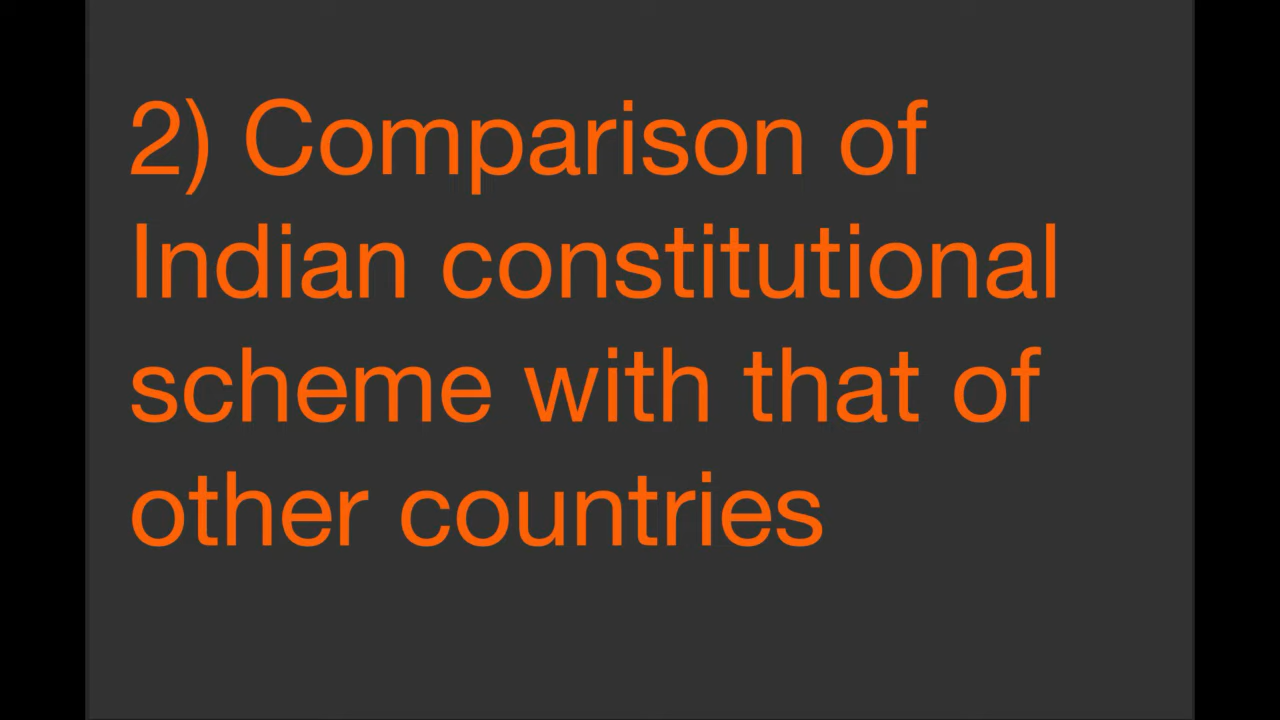 2) Comparison of
Indian constitutional
scheme with that of
other countries